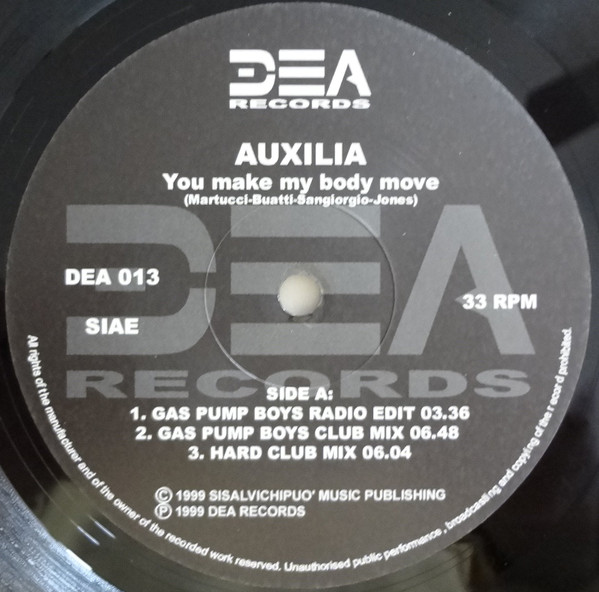 DEA
RECORDS
AUXILIA
You make my body move
(Martucci-Buatti-Sangiorgio-Jones)
DEA
RECORDS
DEA 013
33 RPM
SIAE
SIDE A:
1. GAS PUMP BOYS RADIO EDIT 03.36
2. GAS PUMP BOYS CLUB MIX 06.48
3. HARD CLUB MIX 06.04
© 1999 SISALVICHIPUO' MUSIC PUBLISHING
℗ 1999 DEA RECORDS
All rights of the manufacturer and of the owner of the recorded work reserved. Unauthorised public performance, broadcasting and copying of the record prohibited.